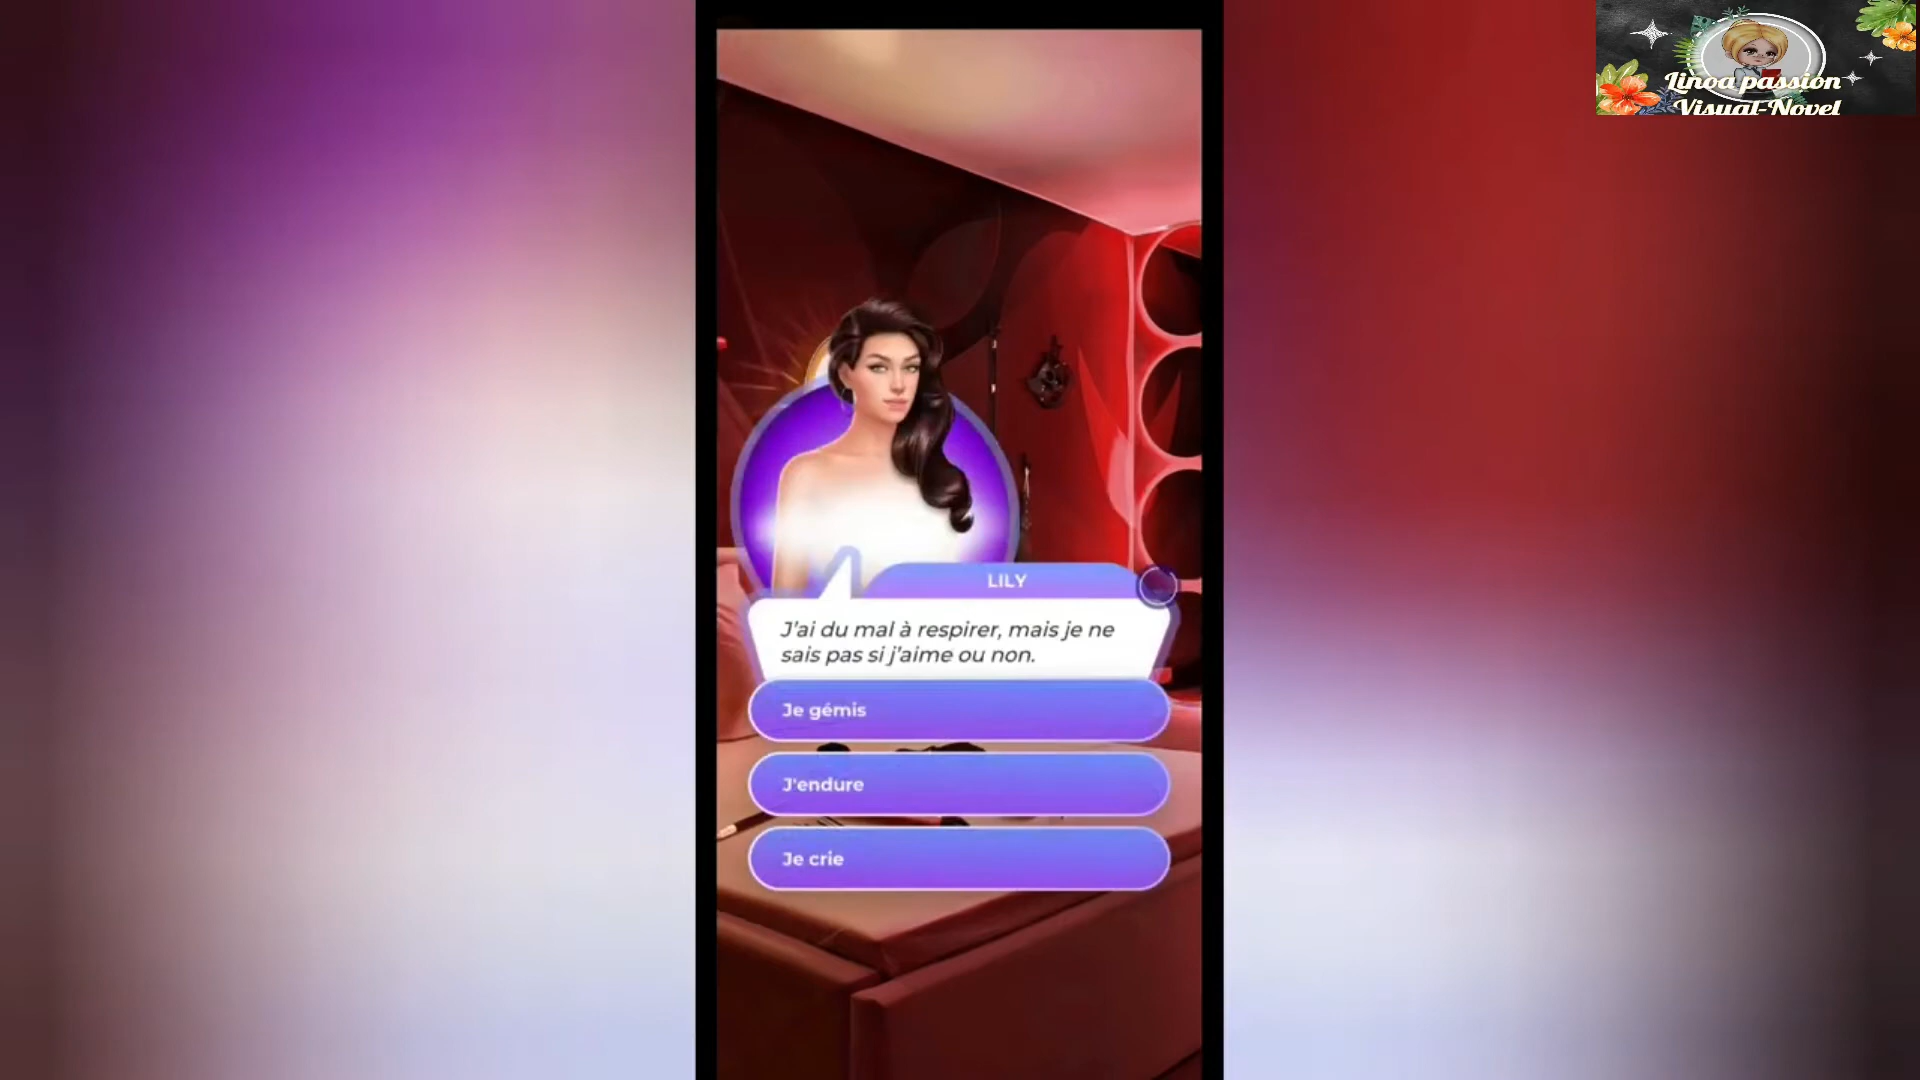 Linoa passion
Visual-Novel
LILY
J'ai du mal à respirer, mais je ne
sais pas si j'aime ou non.
Je gémis
J'endure
Je crie